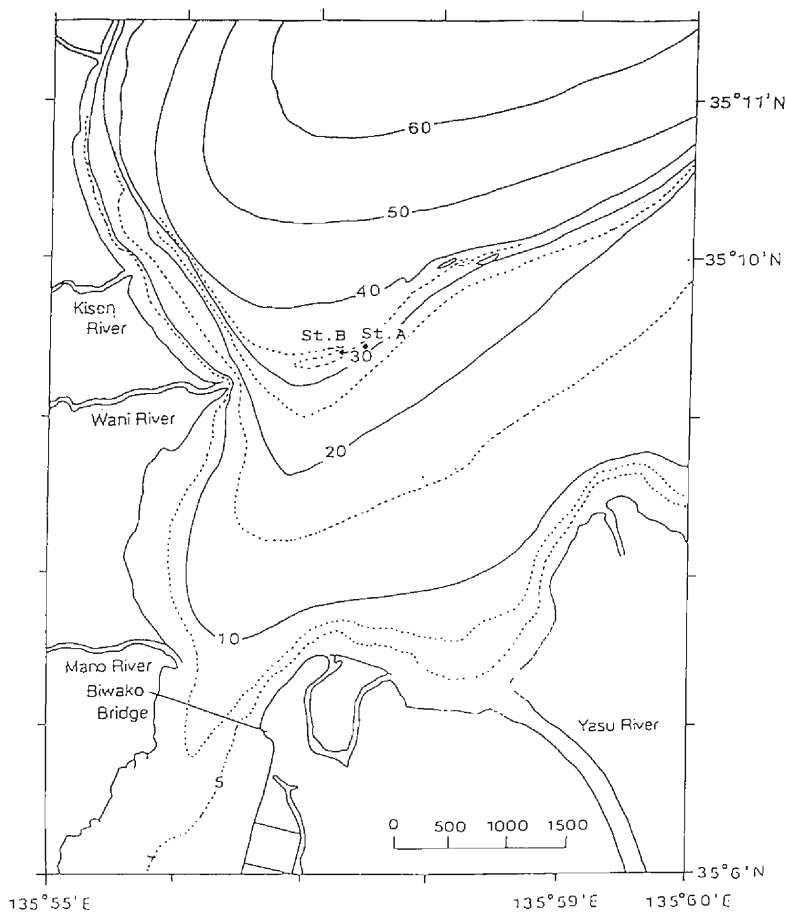 35°11'N
60
50
35°10'N
40
Kisen
River
St.B St.A
30
Wani River
20
10
Mano River
Biwako
Bridge
Yasu River
5
0 500 1000 1500
35°6'N
135°55'E 135°59'E 135°60'E